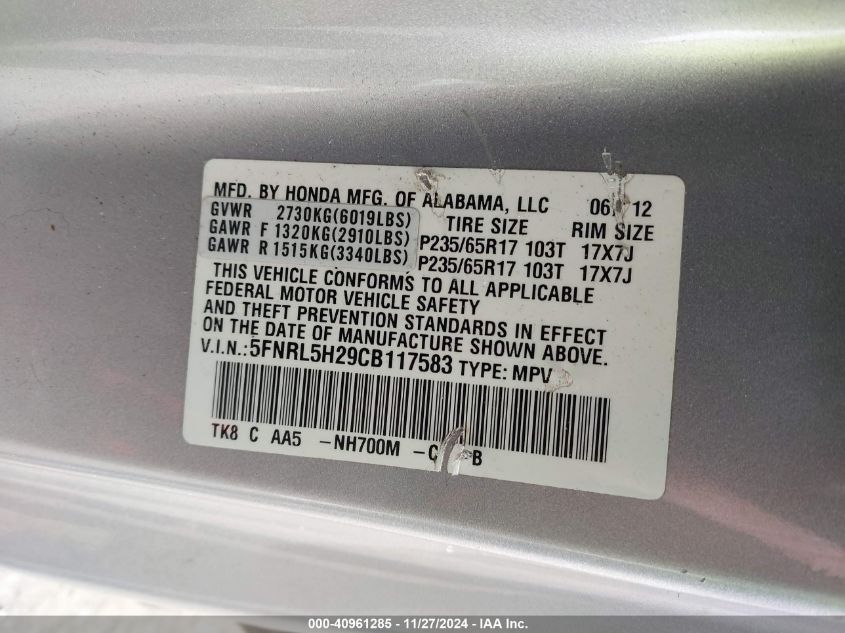 MFD. BY HONDA MFG. OF ALABAMA, LLC 06/12
GVWR 2730KG(6019LBS) TIRE SIZE RIM SIZE
GAWR F 1320KG(2910LBS) P235/65R17 103T 17X7J
GAWR R 1515KG(3340LBS) P235/65R17 103T 17X7J
THIS VEHICLE CONFORMS TO ALL APPLICABLE
FEDERAL MOTOR VEHICLE SAFETY
AND THEFT PREVENTION STANDARDS IN EFFECT
ON THE DATE OF MANUFACTURE SHOWN ABOVE.
V.I.N.: 5FNRL5H29CB117583 TYPE: MPV
TK8 C AA5 -NH700M
000-40961285 - 11/27/2024 - IAA Inc.